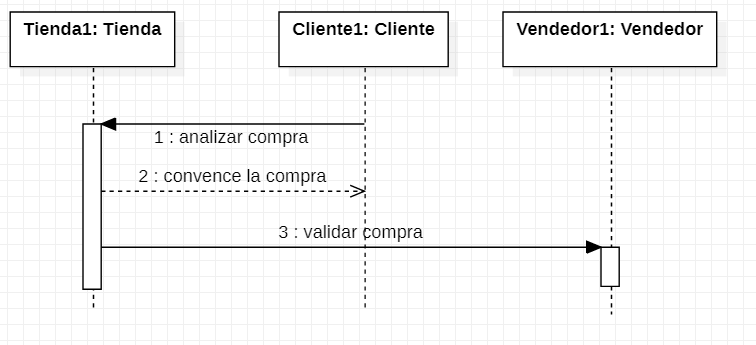 Tienda1: Tienda
Cliente1: Cliente
Vendedor1: Vendedor
1 : analizar compra
2 : convence la compra
3 : validar compra